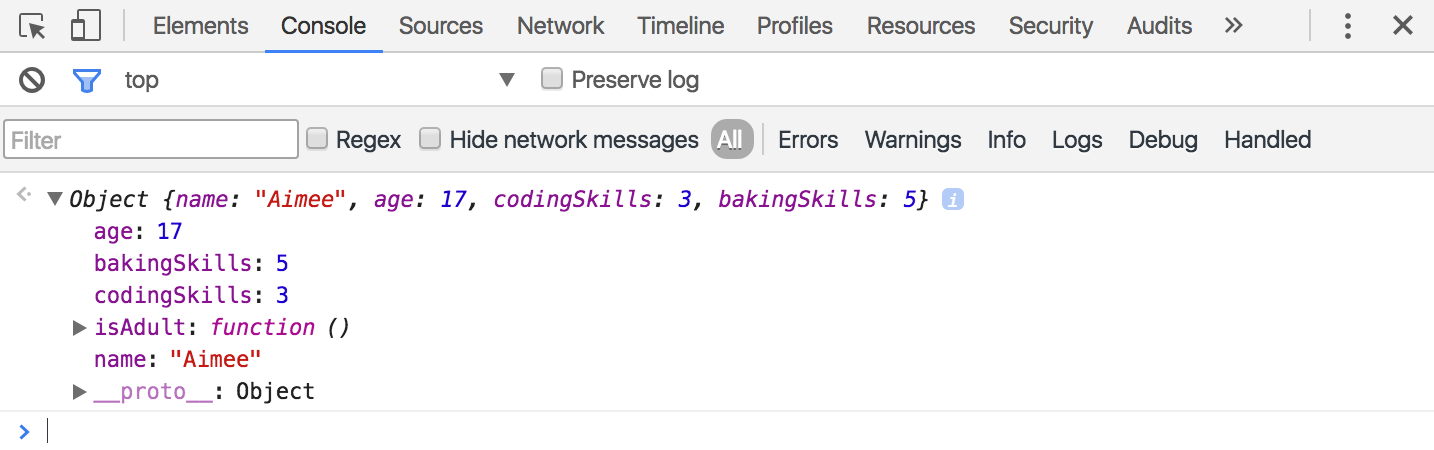 Elements Console Sources Network Timeline Profiles Resources Security Audits »
top ▼ Preserve log
Filter Regex Hide network messages All Errors Warnings Info Logs Debug Handled
▼ Object {name: "Aimee", age: 17, codingSkills: 3, bakingSkills: 5} i
age: 17
bakingSkills: 5
codingSkills: 3
▶ isAdult: function ()
name: "Aimee"
▶ __proto__: Object
>